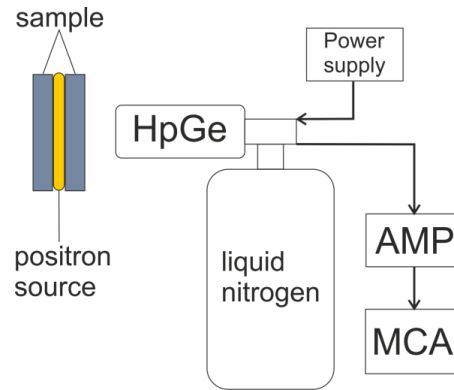 sample
Power
supply
HpGe
AMP
positron
source
liquid
nitrogen
MCA